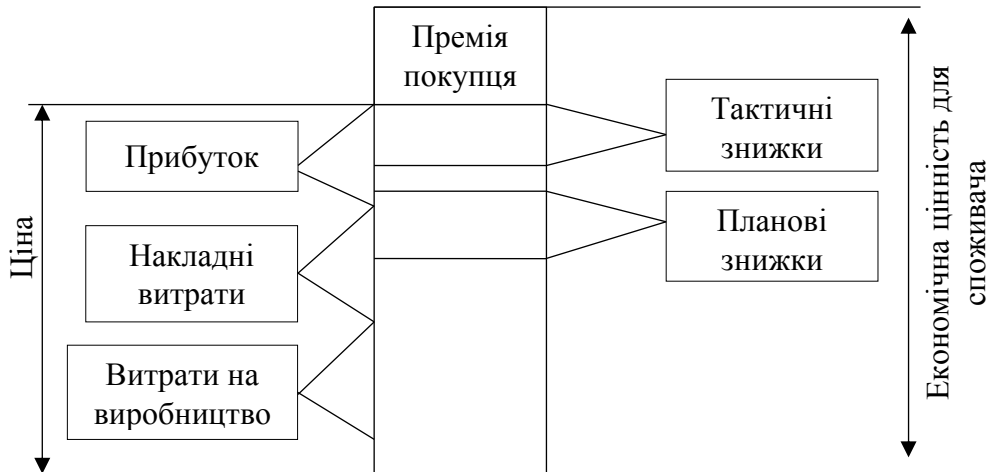 Премія
покупця
Тактичні
знижки
Прибуток
Планові
знижки
Накладні
витрати
Витрати на
виробництво
Ціна
Економічна цінність для
споживача